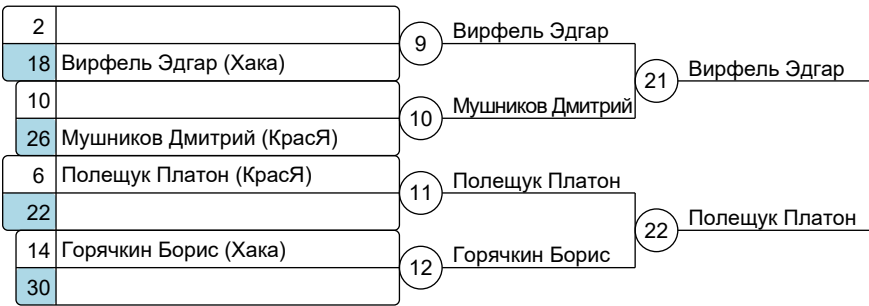 2
18 Вирфель Эдгар (Хака)
10
26 Мушников Дмитрий (КрасЯ)
6 Полещук Платон (КрасЯ)
22
14 Горячкин Борис (Хака)
30
9 Вирфель Эдгар
10 Мушников Дмитрий
11 Полещук Платон
12 Горячкин Борис
21 Вирфель Эдгар
22 Полещук Платон